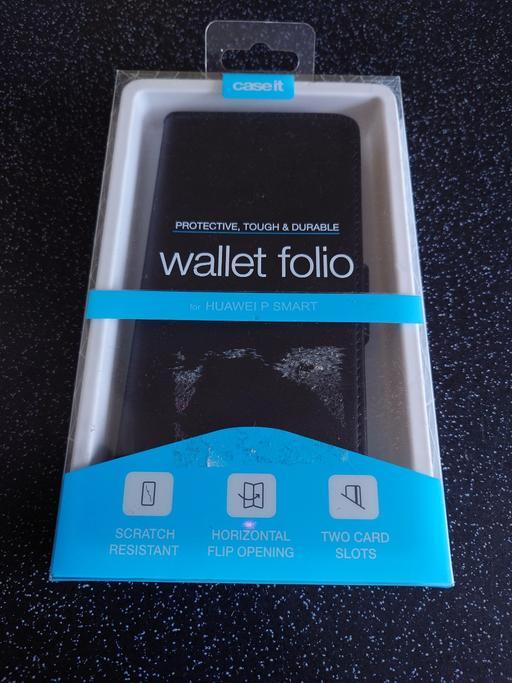 case it
PROTECTIVE, TOUGH & DURABLE
wallet folio
for HUAWEI P SMART
SCRATCH
RESISTANT
HORIZONTAL
FLIP OPENING
TWO CARD
SLOTS